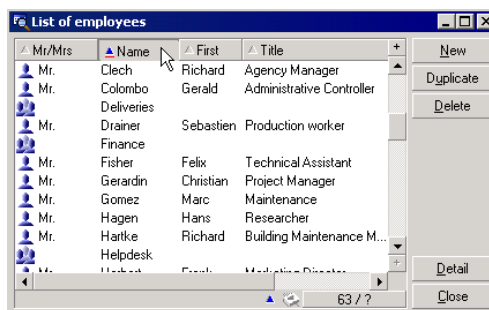 List of employees
Mr/Mrs Name First Title +
Mr. Clech Richard Agency Manager
Mr. Colombo Gerald Administrative Controller
Deliveries
Mr. Drainer Sebastien Production worker
Finance
Mr. Fisher Felix Technical Assistant
Mr. Gerardin Christian Project Manager
Mr. Gomez Marc Maintenance
Mr. Hagen Hans Researcher
Mr. Hartke Richard Building Maintenance M...
Helpdesk
63 / ?
New
Duplicate
Delete
Detail
Close